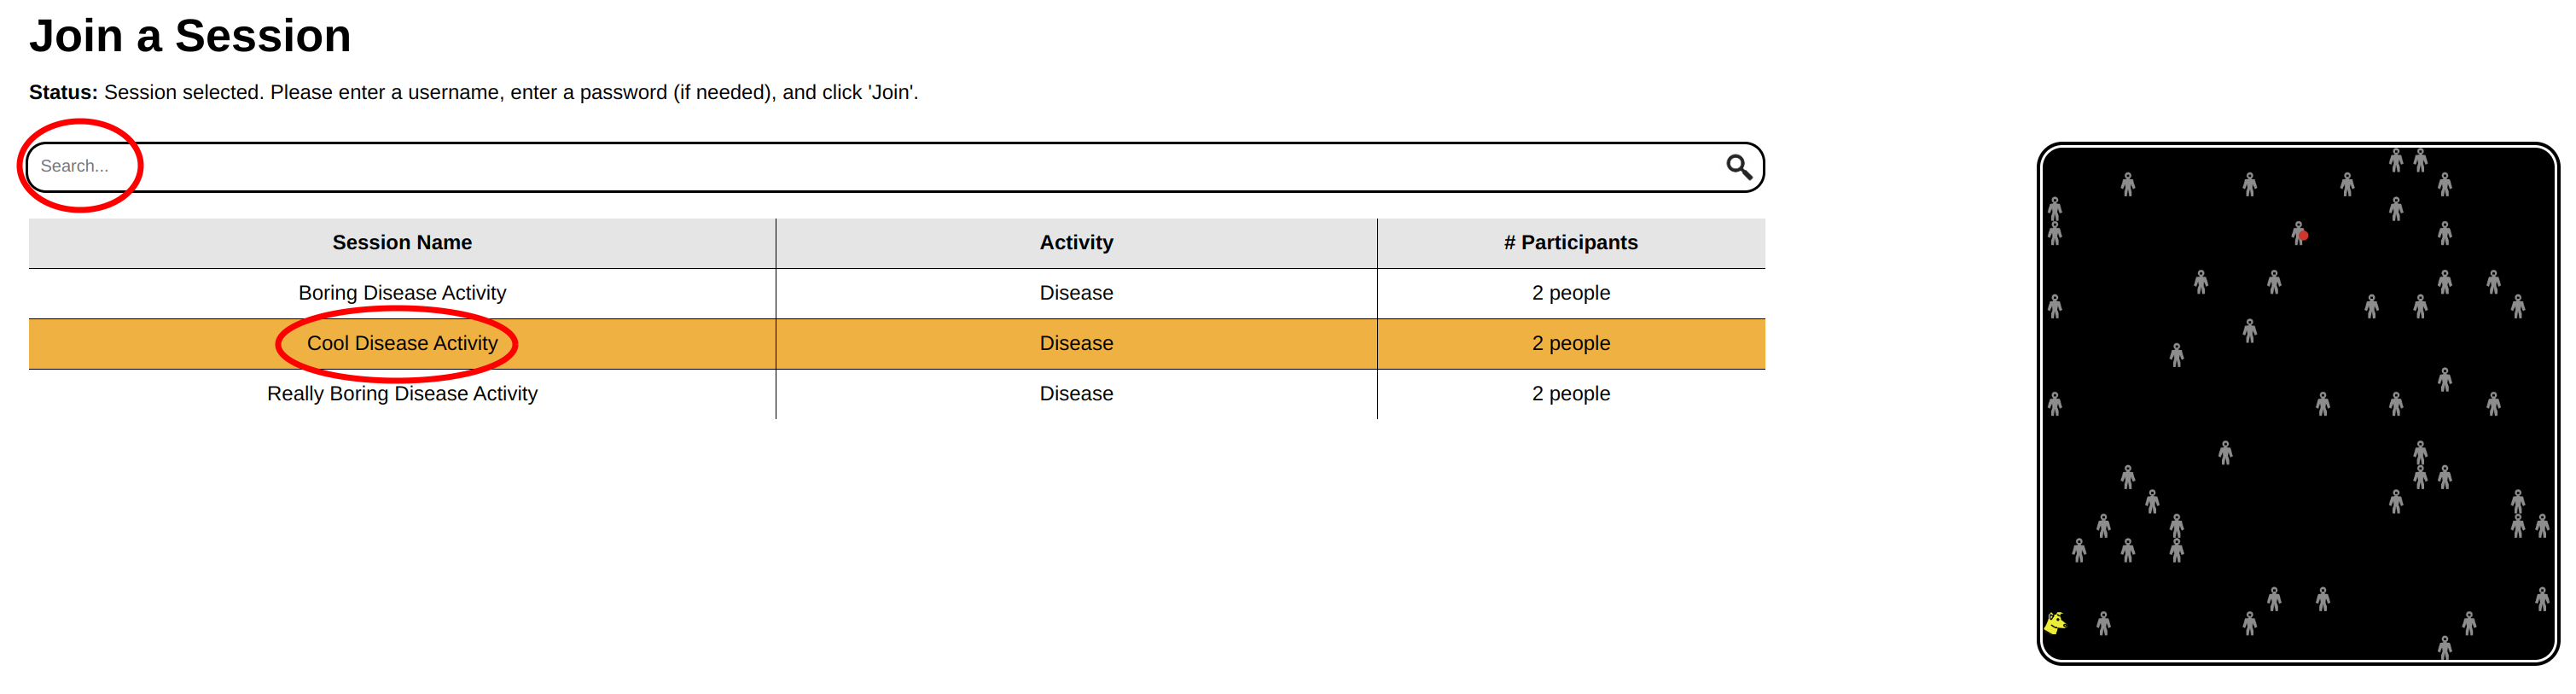 Join a Session
Status: Session selected. Please enter a username, enter a password (if needed), and click 'Join'.
Search...
Session Name Activity # Participants
Boring Disease Activity Disease 2 people
Cool Disease Activity Disease 2 people
Really Boring Disease Activity Disease 2 people